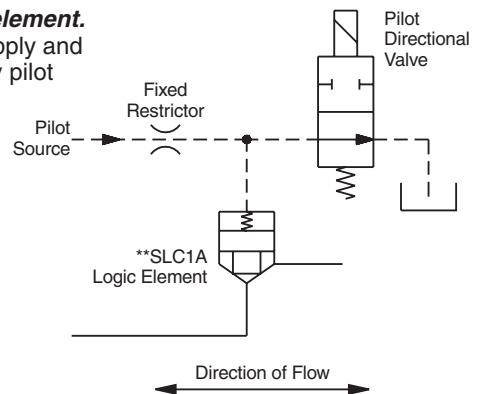 element.
pply and
pilot
Pilot
Directional
Valve
Fixed
Restrictor
Pilot
Source
**SLC1A
Logic Element
Direction of Flow